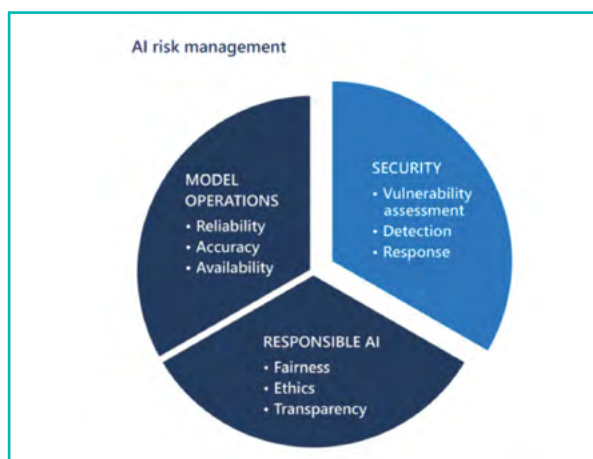 AI risk management
MODEL
OPERATIONS
• Reliability
• Accuracy
• Availability
SECURITY
• Vulnerability
assessment
• Detection
• Response
RESPONSIBLE AI
• Fairness
• Ethics
• Transparency